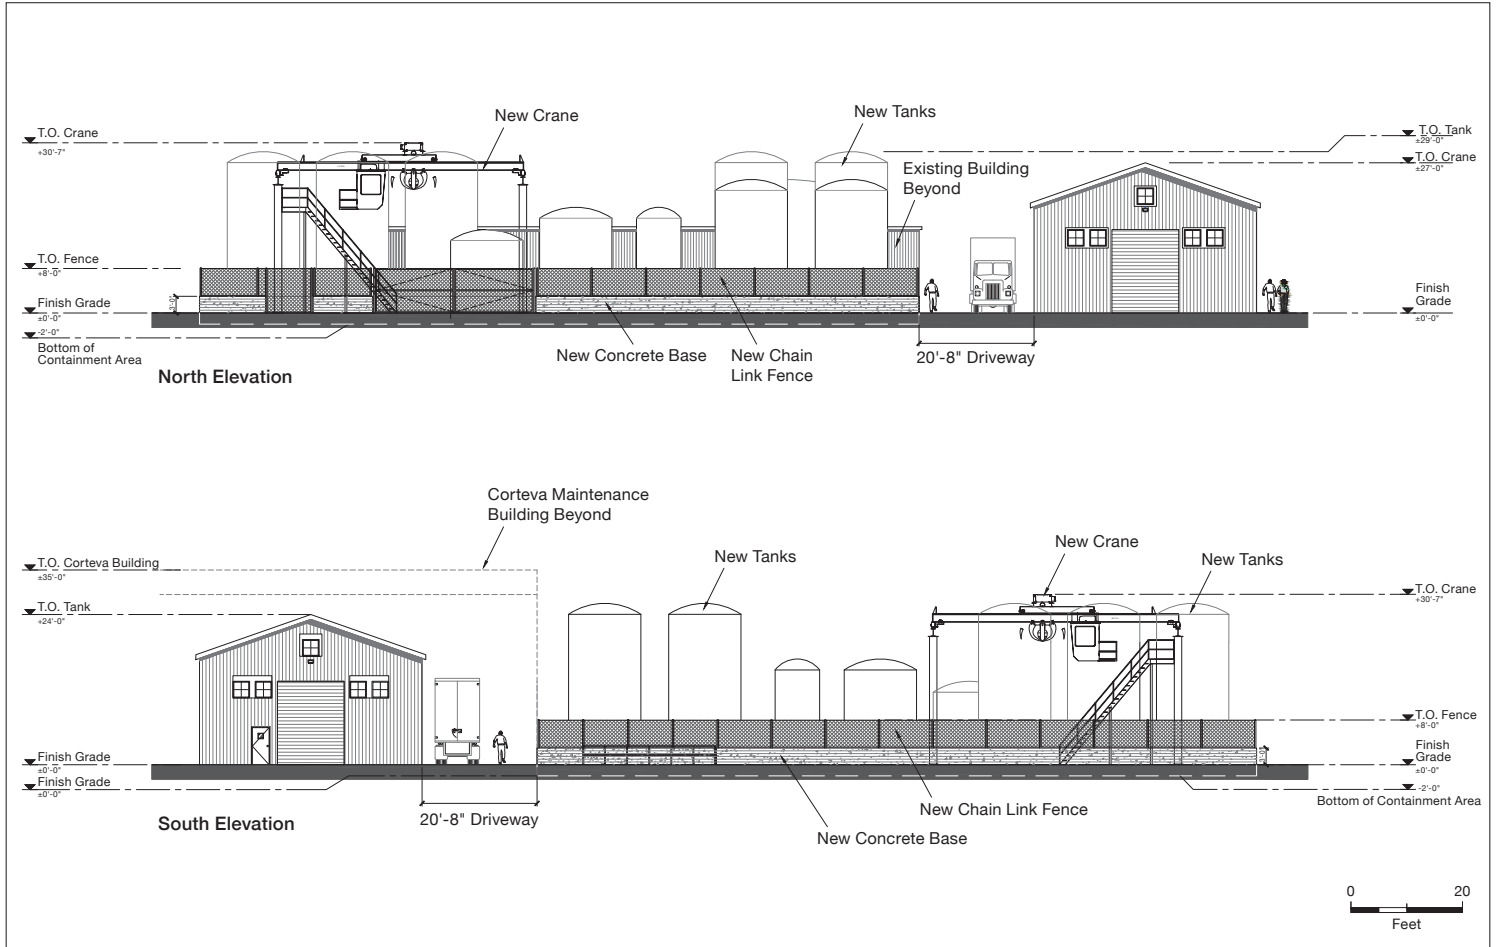 New Crane
New Tanks
T.O. Crane
+30'-7"
T.O. Tank
±29'-0"
T.O. Crane
±27'-0"
Existing Building
Beyond
T.O. Fence
+8'-0"
Finish Grade
±0'-0"
3'-0"
-2'-0"
Bottom of
Containment Area
Finish
Grade
±0'-0"
New Concrete Base
New Chain
Link Fence
20'-8" Driveway
North Elevation
Corteva Maintenance
Building Beyond
New Crane
New Tanks
New Tanks
T.O. Corteva Building
±35'-0"
T.O. Tank
+24'-0"
T.O. Crane
+30'-7"
T.O. Fence
+8'-0"
Finish
Grade
±0'-0"
3'-0"
Finish Grade
±0'-0"
Finish Grade
±0'-0"
-2'-0"
Bottom of Containment Area
20'-8" Driveway
New Chain Link Fence
New Concrete Base
South Elevation
0 20
Feet